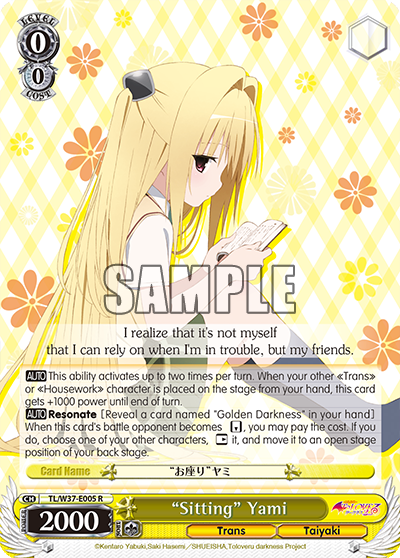 LEVEL
0
0
COST
SAMPLE
I realize that it's not myself
that I can rely on when I'm in trouble, but my friends.
AUTO This ability activates up to two times per turn. When your other «Trans»
or «Housework» character is placed on the stage from your hand, this card
gets +1000 power until end of turn.
AUTO Resonate [Reveal a card named "Golden Darkness" in your hand]
When this card's battle opponent becomes, you may pay the cost. If you
do, choose one of your other characters, it, and move it to an open stage
position of your back stage.
Card Name
"お座り"ヤミ
CH TL/W37-E005 R
"Sitting" Yami
POWER
2000
SOUL
Trans
Taiyaki
©Kentaro Yabuki,Saki Hasemi／SHUEISHA,Toloveru darkness Project